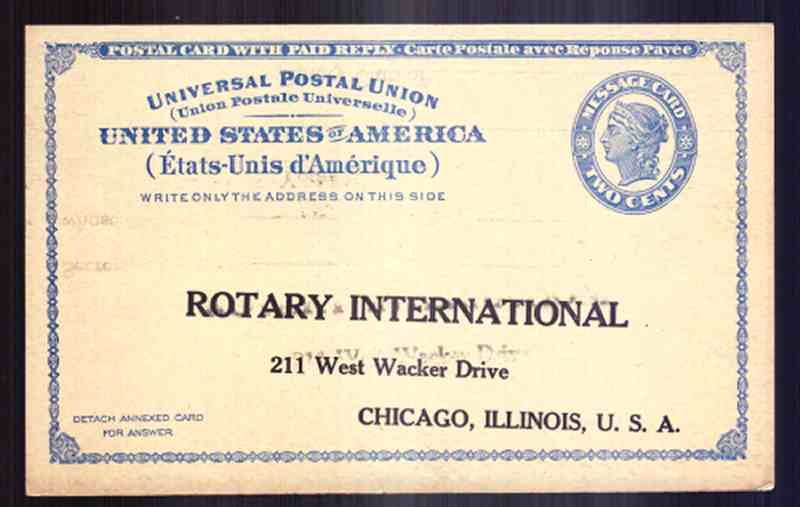 POSTAL CARD WITH PAID REPLY - Carte Postale avec Réponse Payée
UNIVERSAL POSTAL UNION
(Union Postale Universelle)
UNITED STATES OF AMERICA
(États-Unis d'Amérique)
WRITE ONLY THE ADDRESS ON THIS SIDE
MESSAGE CARD
TWO CENTS
ROTARY INTERNATIONAL
211 West Wacker Drive
CHICAGO, ILLINOIS, U. S. A.
DETACH ANNEXED CARD
FOR ANSWER